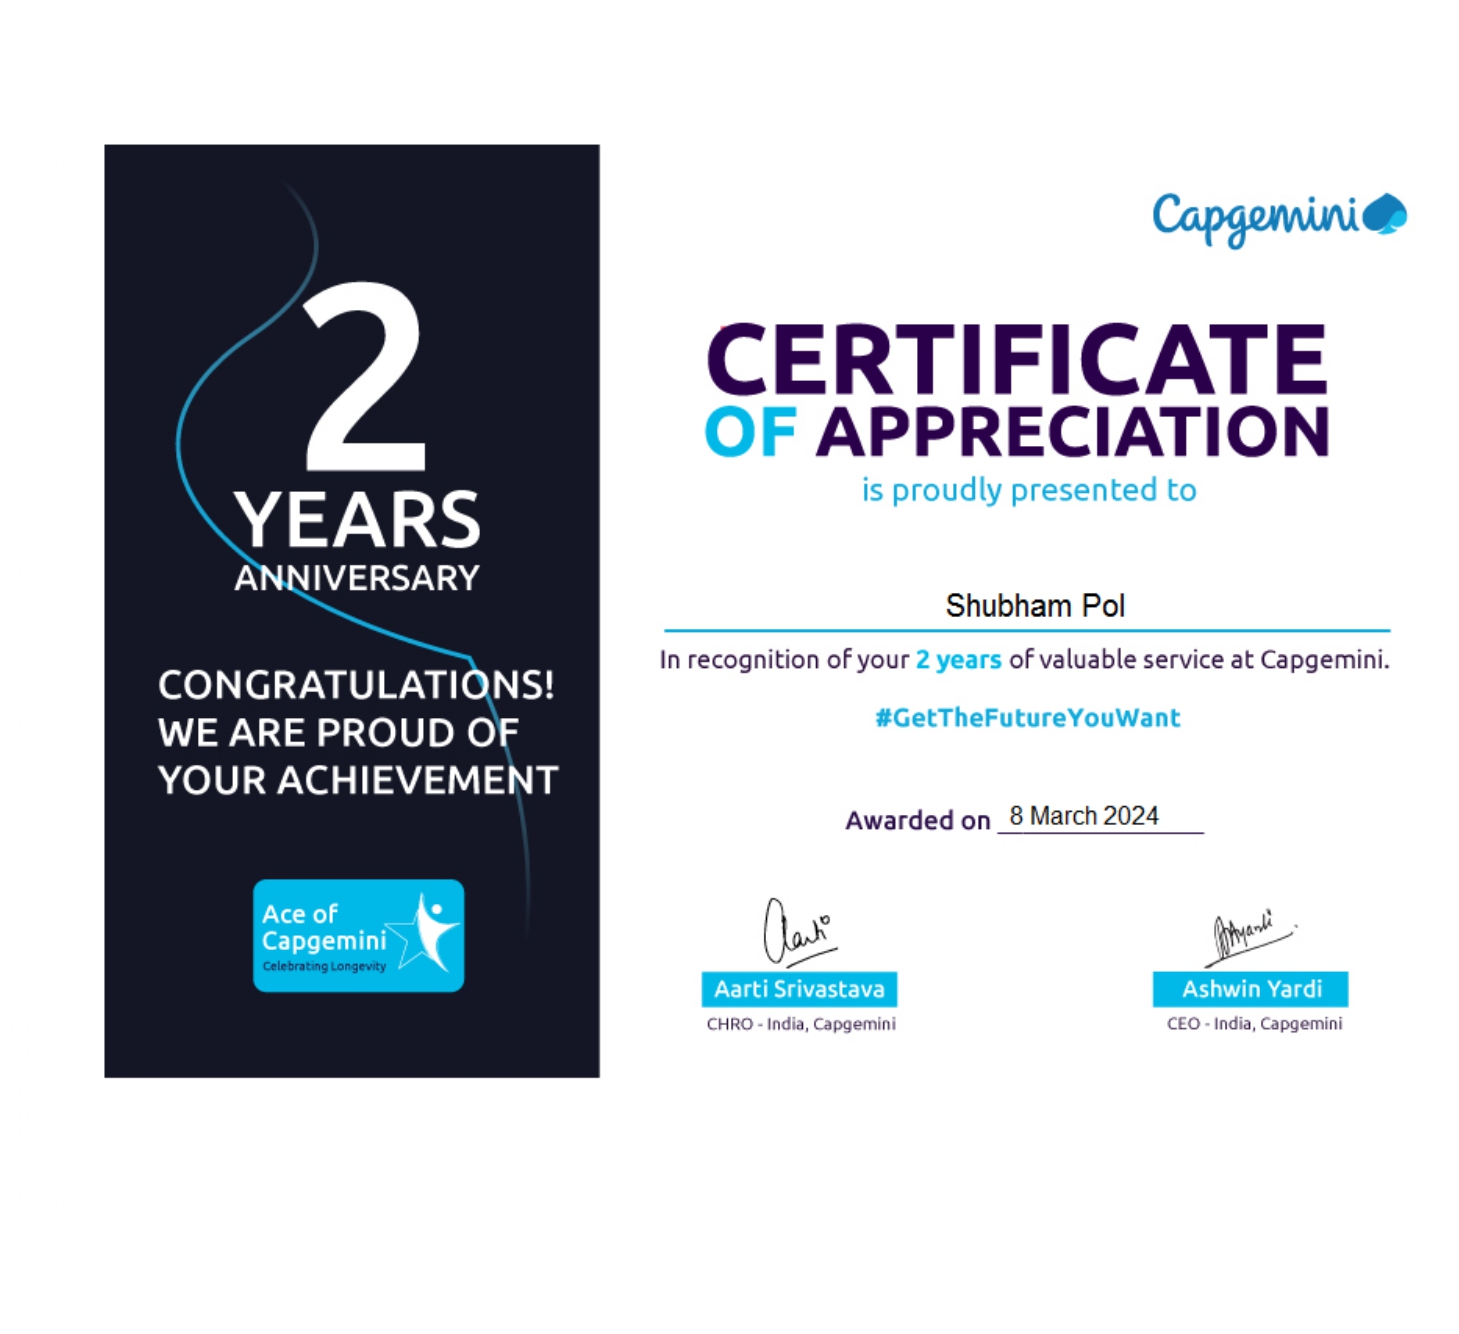 2
YEARS
ANNIVERSARY
CONGRATULATIONS!
WE ARE PROUD OF
YOUR ACHIEVEMENT
Ace of
Capgemini
Celebrating Longevity
Capgemini
CERTIFICATE
OF APPRECIATION
is proudly presented to
Shubham Pol
In recognition of your 2 years of valuable service at Capgemini.
#GetTheFutureYouWant
Awarded on 8 March 2024
Aarti
Aarti Srivastava
CHRO - India, Capgemini
Ashwin Yardi
CEO - India, Capgemini